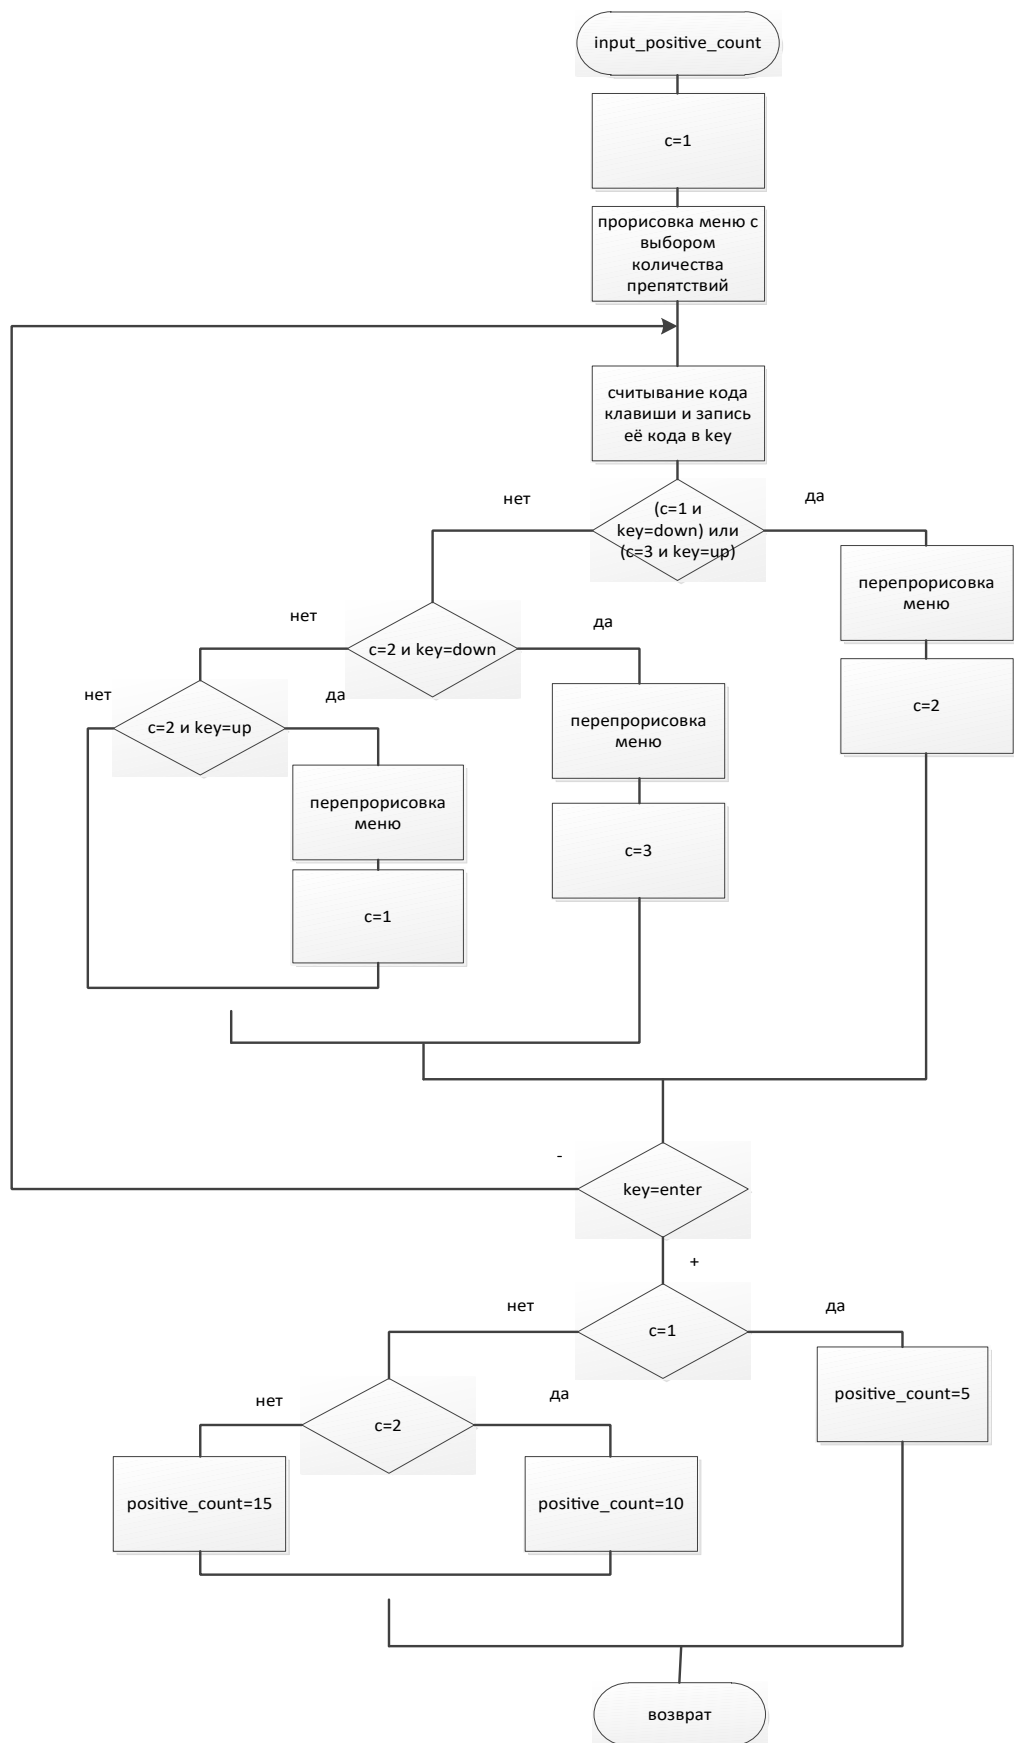 input_positive_count
c=1
прорисовка меню с
выбором
количества
препятствий
считывание кода
клавиши и запись
её кода в key
нет
да
(c=1 и
key=down) или
(c=3 и key=up)
перепрорисовка
меню
c=2
нет
да
c=2 и key=down
нет
да
c=2 и key=up
перепрорисовка
меню
c=3
перепрорисовка
меню
c=1
-
key=enter
+
нет
да
c=1
positive_count=5
нет
да
c=2
positive_count=15
positive_count=10
возврат